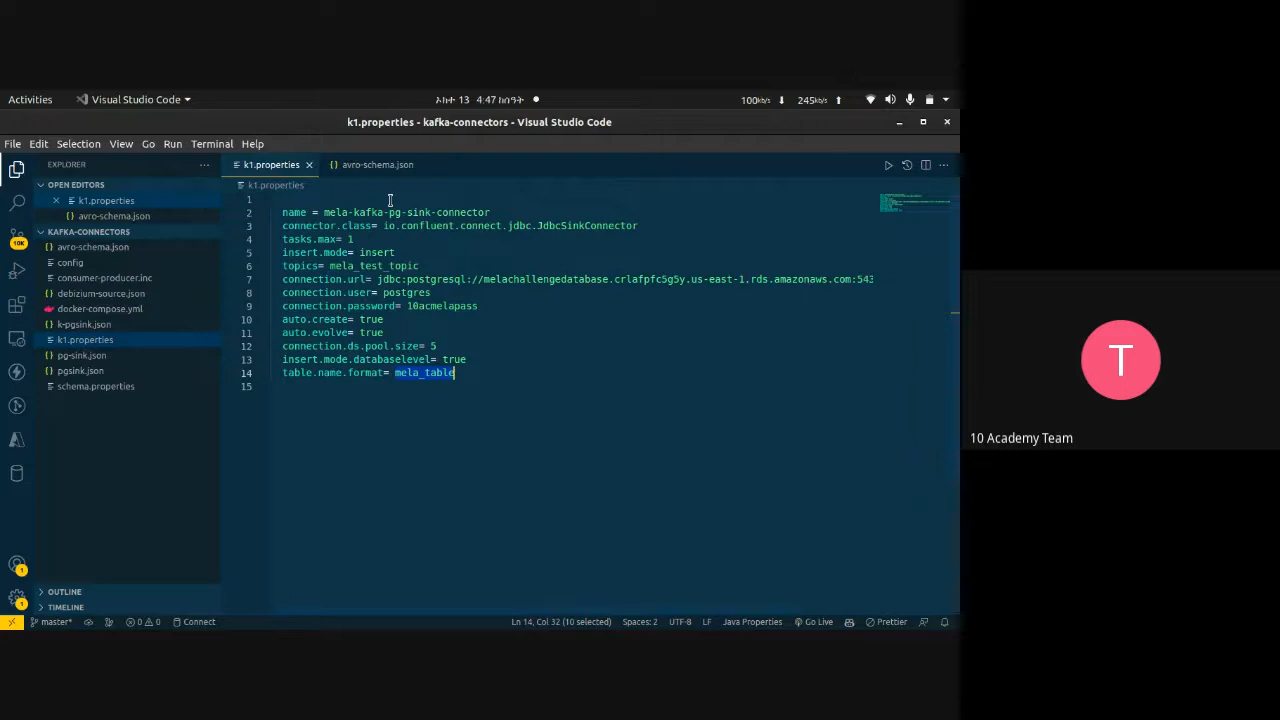 Activities
Visual Studio Code
ኦክቶ 13 4:47 ከሰዓት
100kb/s
245kb/s
k1.properties - kafka-connectors - Visual Studio Code
File Edit Selection View Go Run Terminal Help
EXPLORER
k1.properties
avro-schema.json
OPEN EDITORS
k1.properties
k1.properties
avro-schema.json
KAFKA-CONNECTORS
avro-schema.json
config
consumer-producer.inc
debizium-source.json
docker-compose.yml
k-pgsink.json
k1.properties
pg-sink.json
pgsink.json
schema.properties
OUTLINE
TIMELINE
10K
1
1
1
2 name = mela-kafka-pg-sink-connector
3 connector.class= io.confluent.connect.jdbc.JdbcSinkConnector
4 tasks.max= 1
5 insert.mode= insert
6 topics= mela_test_topic
7 connection.url= jdbc:postgresql://melachallengedatabase.crlafpfc5g5y.us-east-1.rds.amazonaws.com:543
8 connection.user= postgres
9 connection.password= 10acmelapass
10 auto.create= true
11 auto.evolve= true
12 connection.ds.pool.size= 5
13 insert.mode.databaselevel= true
14 table.name.format= mela_table
15
master* 0 0 Connect
Ln 14, Col 32 (10 selected) Spaces: 2 UTF-8 LF Java Properties Go Live Prettier
T
10 Academy Team